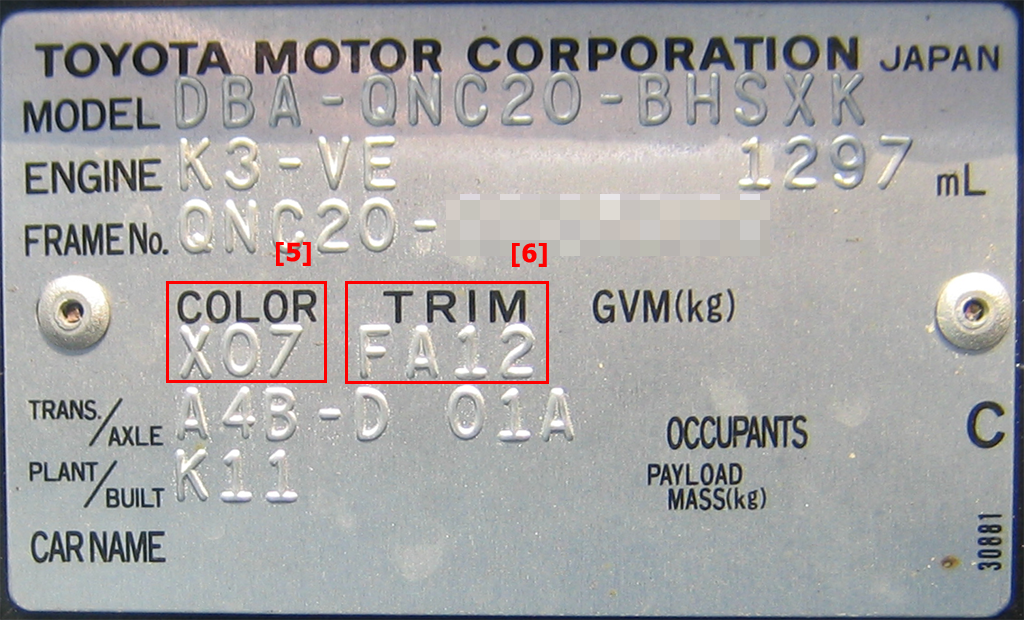 TOYOTA MOTOR CORPORATION JAPAN
MODEL DBA-QNC20-BHSXK
ENGINE K3-VE 1297 mL
FRAME No. QNC20-
[5] [6]
COLOR TRIM GVM(kg)
X07 FA12
TRANS./AXLE A4B-D 01A
OCCUPANTS C
PLANT/BUILT K11
PAYLOAD MASS(kg)
CAR NAME
30881